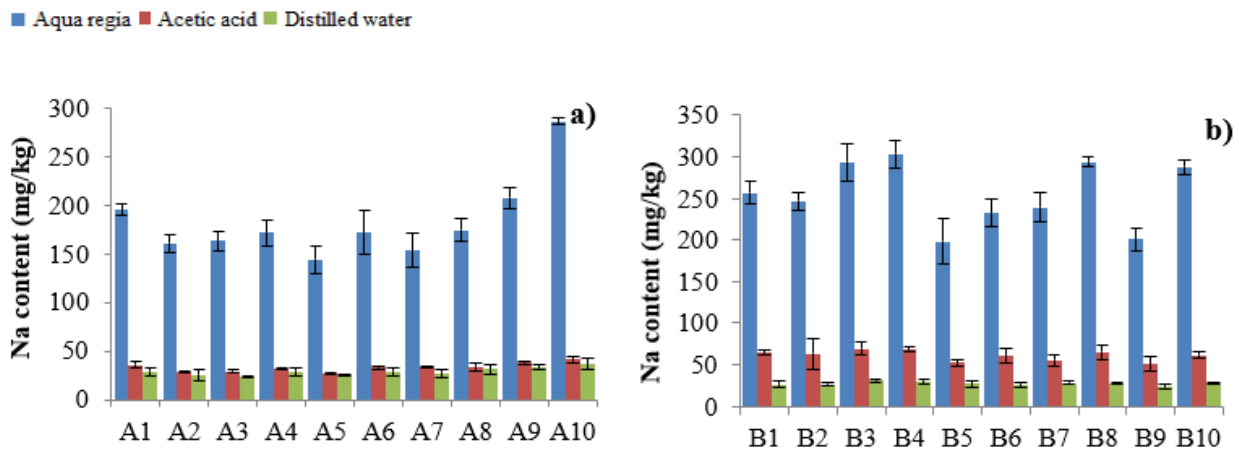 Aqua regia Acetic acid Distilled water
a)
Na content (mg/kg)
300
250
200
150
100
50
0
A1 A2 A3 A4 A5 A6 A7 A8 A9 A10
b)
Na content (mg/kg)
350
300
250
200
150
100
50
0
B1 B2 B3 B4 B5 B6 B7 B8 B9 B10